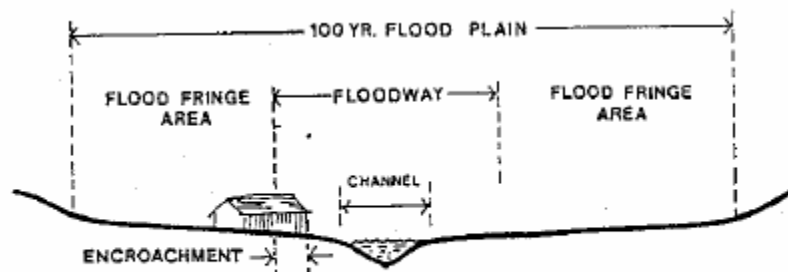 100 YR. FLOOD PLAIN
FLOOD FRINGE
AREA
FLOODWAY
FLOOD FRINGE
AREA
CHANNEL
ENCROACHMENT